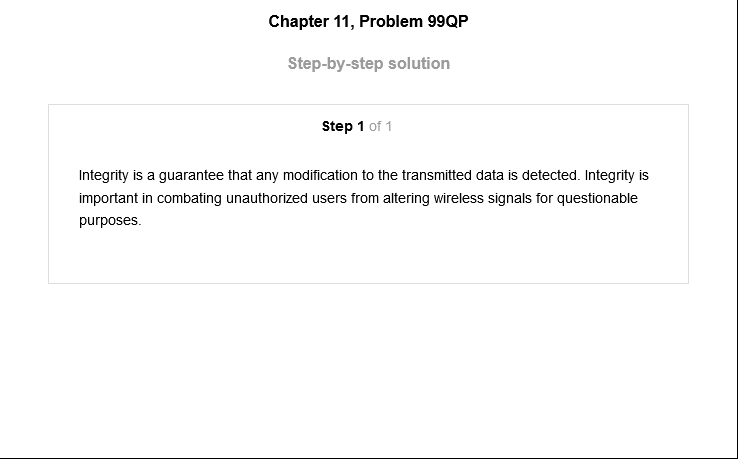 Chapter 11, Problem 99QP
Step-by-step solution
Step 1 of 1
Integrity is a guarantee that any modification to the transmitted data is detected. Integrity is
important in combating unauthorized users from altering wireless signals for questionable
purposes.